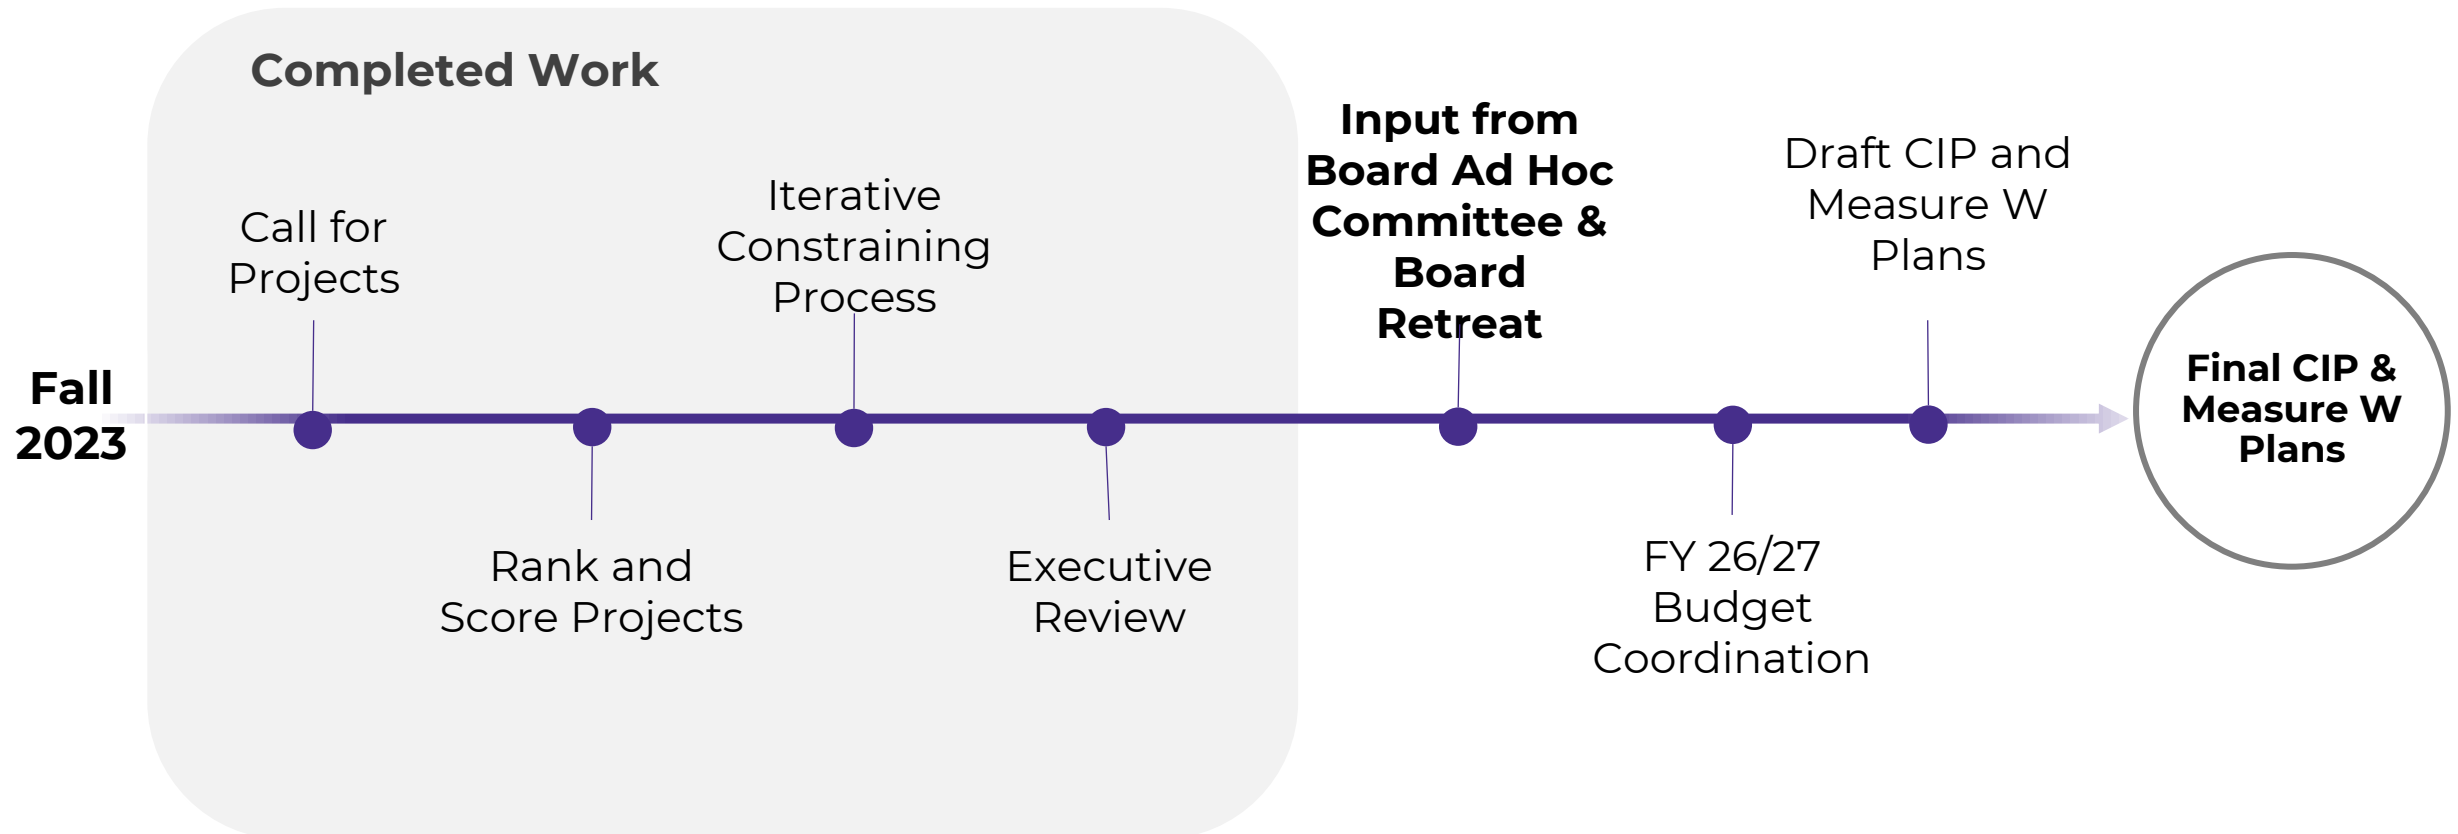 Completed Work
Fall
2023
Call for
Projects
Rank and
Score Projects
Iterative
Constraining
Process
Executive
Review
Input from
Board Ad Hoc
Committee &
Board
Retreat
FY 26/27
Budget
Coordination
Draft CIP and
Measure W
Plans
Final CIP &
Measure W
Plans